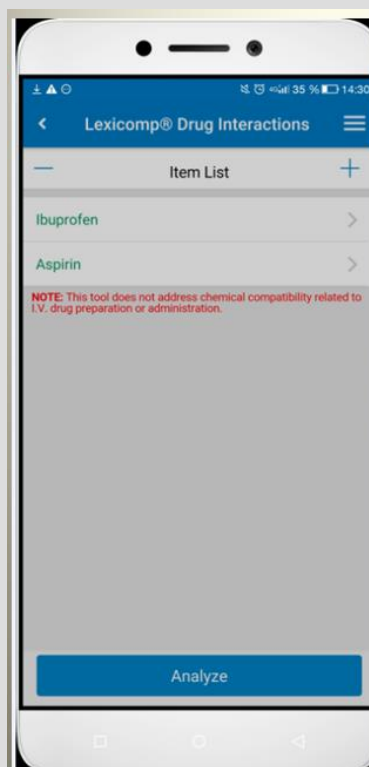 35 % 14:30
Lexicomp® Drug Interactions
Item List
Ibuprofen
Aspirin
NOTE: This tool does not address chemical compatibility related to
I.V. drug preparation or administration.
Analyze